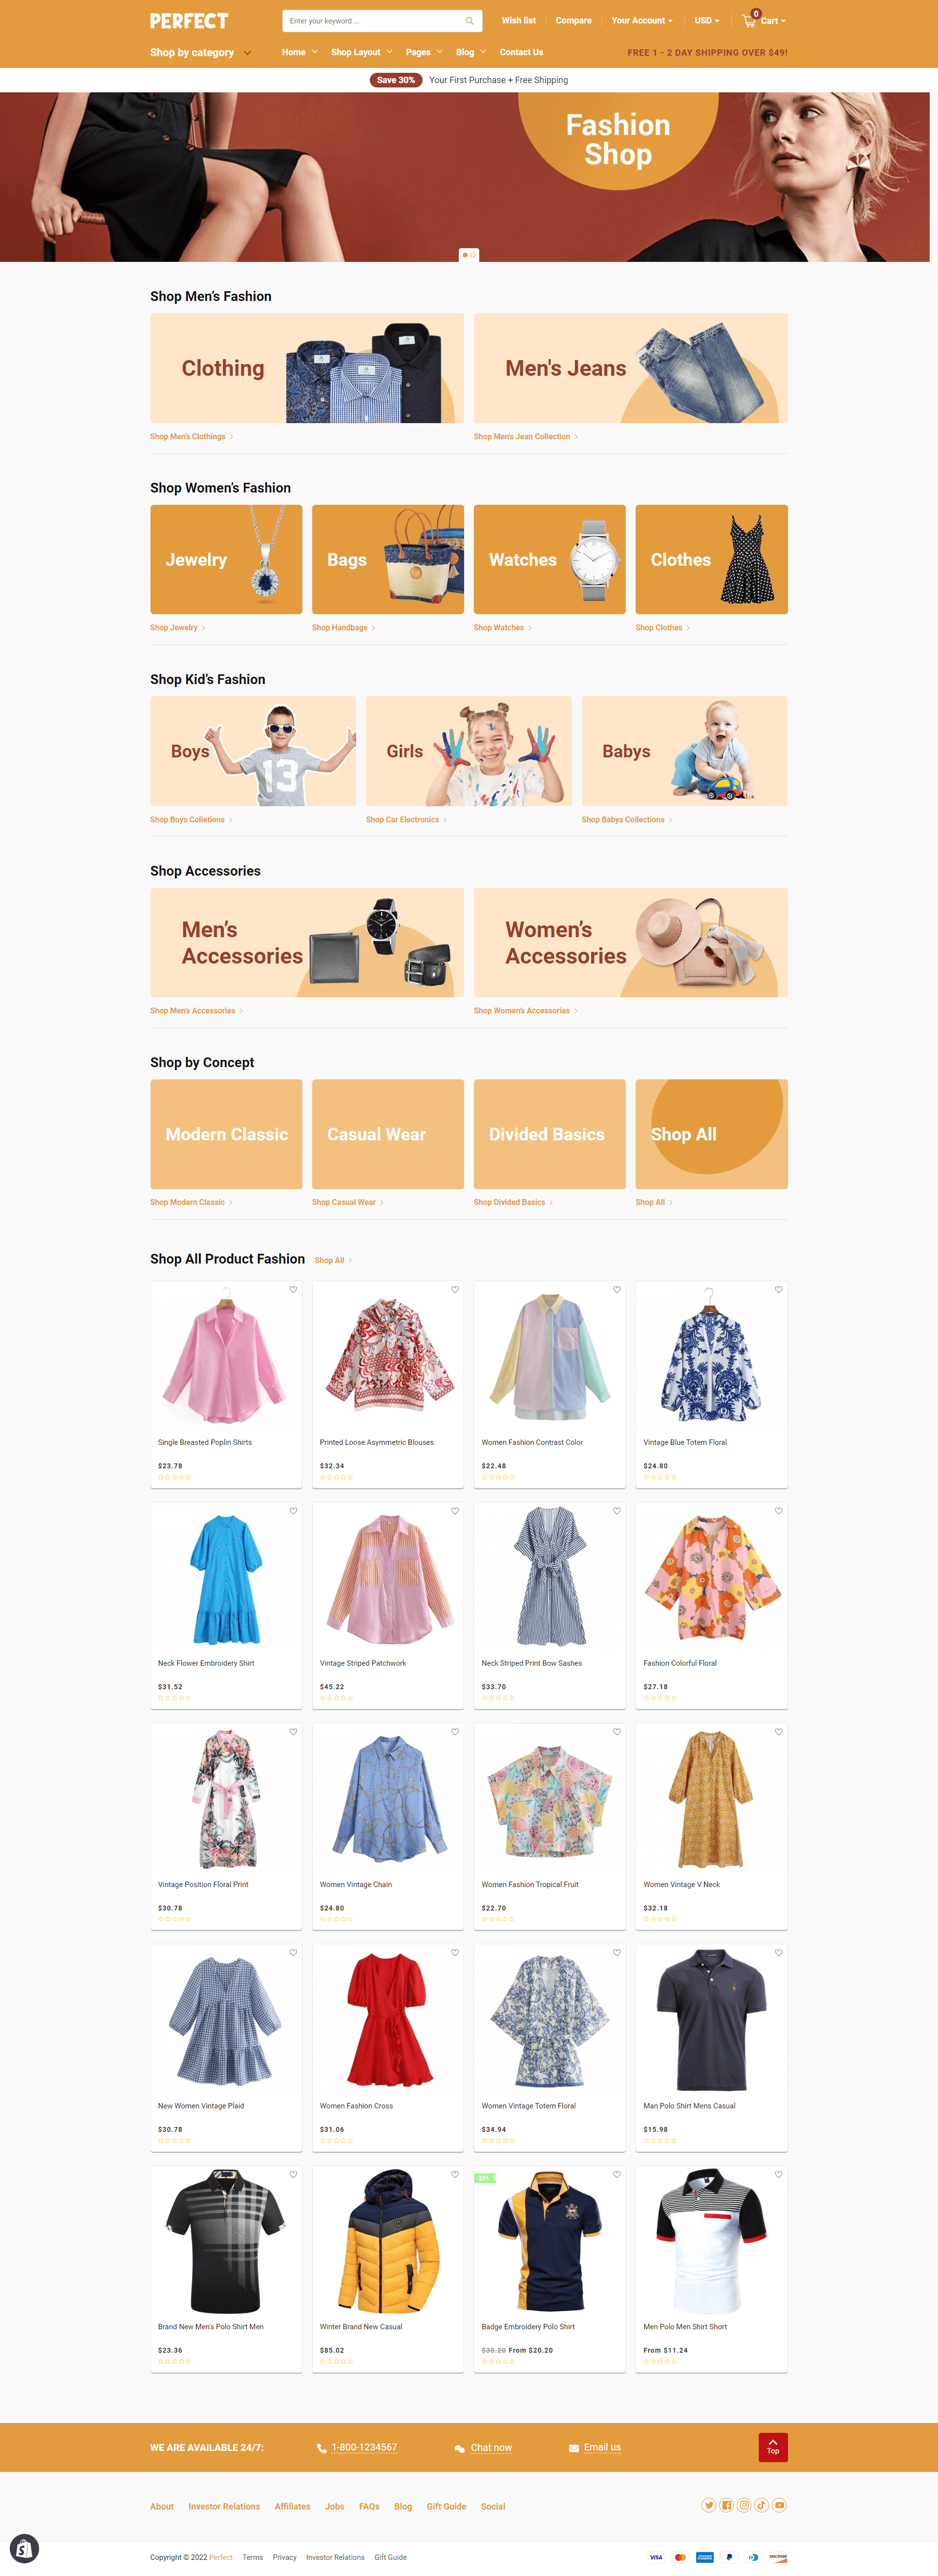 PERFECT
Enter your keyword ...
Wish list
Compare
Your Account
USD
0
Cart
Shop by category
Home
Shop Layout
Pages
Blog
Contact Us
FREE 1 - 2 DAY SHIPPING OVER $49!
Save 30%
Your First Purchase + Free Shipping
Fashion
Shop
Shop Men's Fashion
Clothing
Men's Jeans
Shop Men's Clothings
Shop Men's Jean Collection
Shop Women's Fashion
Jewelry
Bags
Watches
Clothes
Shop Jewelry
Shop Handbags
Shop Watches
Shop Clothes
Shop Kid's Fashion
Boys
13
Girls
Babys
Shop Boys Colletions
Shop Car Electronics
Shop Babys Collections
Shop Accessories
Men's
Accessories
Women's
Accessories
Shop Men's Accessories
Shop Women's Accessories
Shop by Concept
Modern Classic
Casual Wear
Divided Basics
Shop All
Shop Modern Classic
Shop Casual Wear
Shop Divided Basics
Shop All
Shop All Product Fashion
Shop All
Single Breasted Poplin Shirts
$23.78
Printed Loose Asymmetric Blouses
$32.34
Women Fashion Contrast Color
$22.48
Vintage Blue Totem Floral
$24.80
Neck Flower Embroidery Shirt
$31.52
Vintage Striped Patchwork
$45.22
Neck Striped Print Bow Sashes
$33.70
Fashion Colorful Floral
$27.18
Vintage Position Floral Print
$30.78
Women Vintage Chain
$24.80
Women Fashion Tropical Fruit
$22.70
Women Vintage V Neck
$32.18
New Women Vintage Plaid
$30.78
Women Fashion Cross
$31.06
Women Vintage Totem Floral
$34.94
Man Polo Shirt Mens Casual
$15.98
Brand New Men's Polo Shirt Men
$23.36
Winter Brand New Casual
$85.02
-33%
Badge Embroidery Polo Shirt
$30.20 From $20.20
Men Polo Men Shirt Short
From $11.24
WE ARE AVAILABLE 24/7:
1-800-1234567
Chat now
Email us
Top
About
Investor Relations
Affiliates
Jobs
FAQs
Blog
Gift Guide
Social
Copyright © 2022 Perfect
Terms
Privacy
Investor Relations
Gift Guide
VISA
DISCOVER